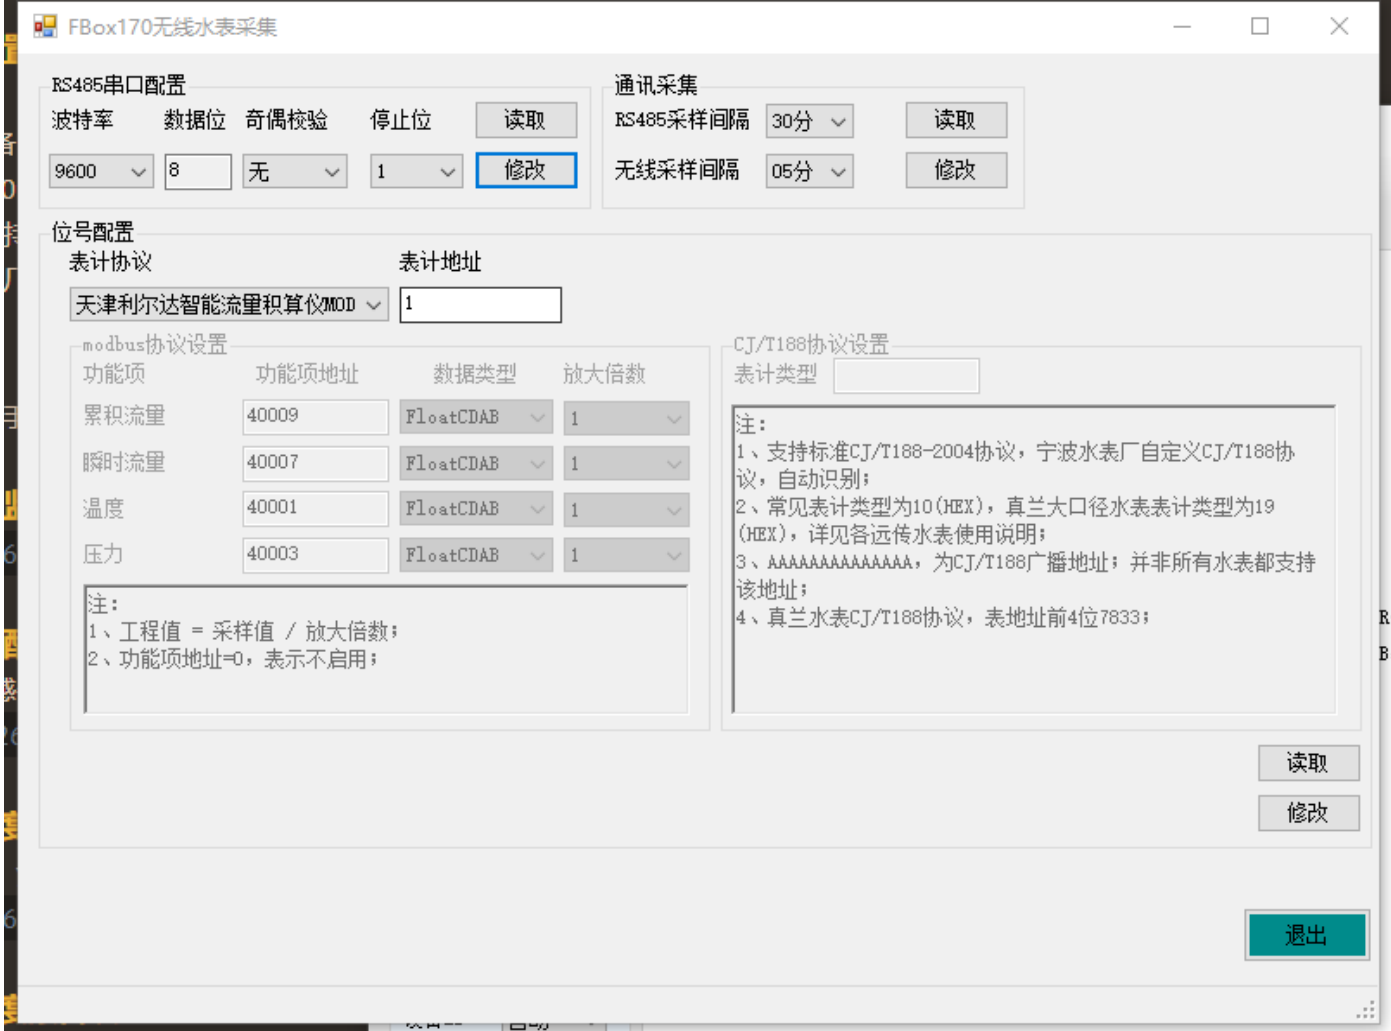 FBox170无线水表采集
RS485串口配置
波特率 数据位 奇偶校验 停止位 读取
9600 8 无 1 修改
通讯采集
RS485采样间隔 30分 读取
无线采样间隔 05分 修改
位号配置
表计协议 表计地址
天津利尔达智能流量积算仪MOD 1
modbus协议设置
功能项 功能项地址 数据类型 放大倍数
累积流量 40009 FloatCDAB 1
瞬时流量 40007 FloatCDAB 1
温度 40001 FloatCDAB 1
压力 40003 FloatCDAB 1
注:
1、工程值 = 采样值 / 放大倍数;
2、功能项地址=0, 表示不启用;
CJ/T188协议设置
表计类型
注:
1、支持标准CJ/T188-2004协议, 宁波水表厂自定义CJ/T188协
议, 自动识别;
2、常见表计类型为10(HEX), 真兰大口径水表表计类型为19
(HEX), 详见各远传水表使用说明;
3、AAAAAAAAAAAAAA, 为CJ/T188广播地址; 并非所有水表都支持
该地址;
4、真兰水表CJ/T188协议, 表地址前4位7833;
读取
修改
退出
R
B